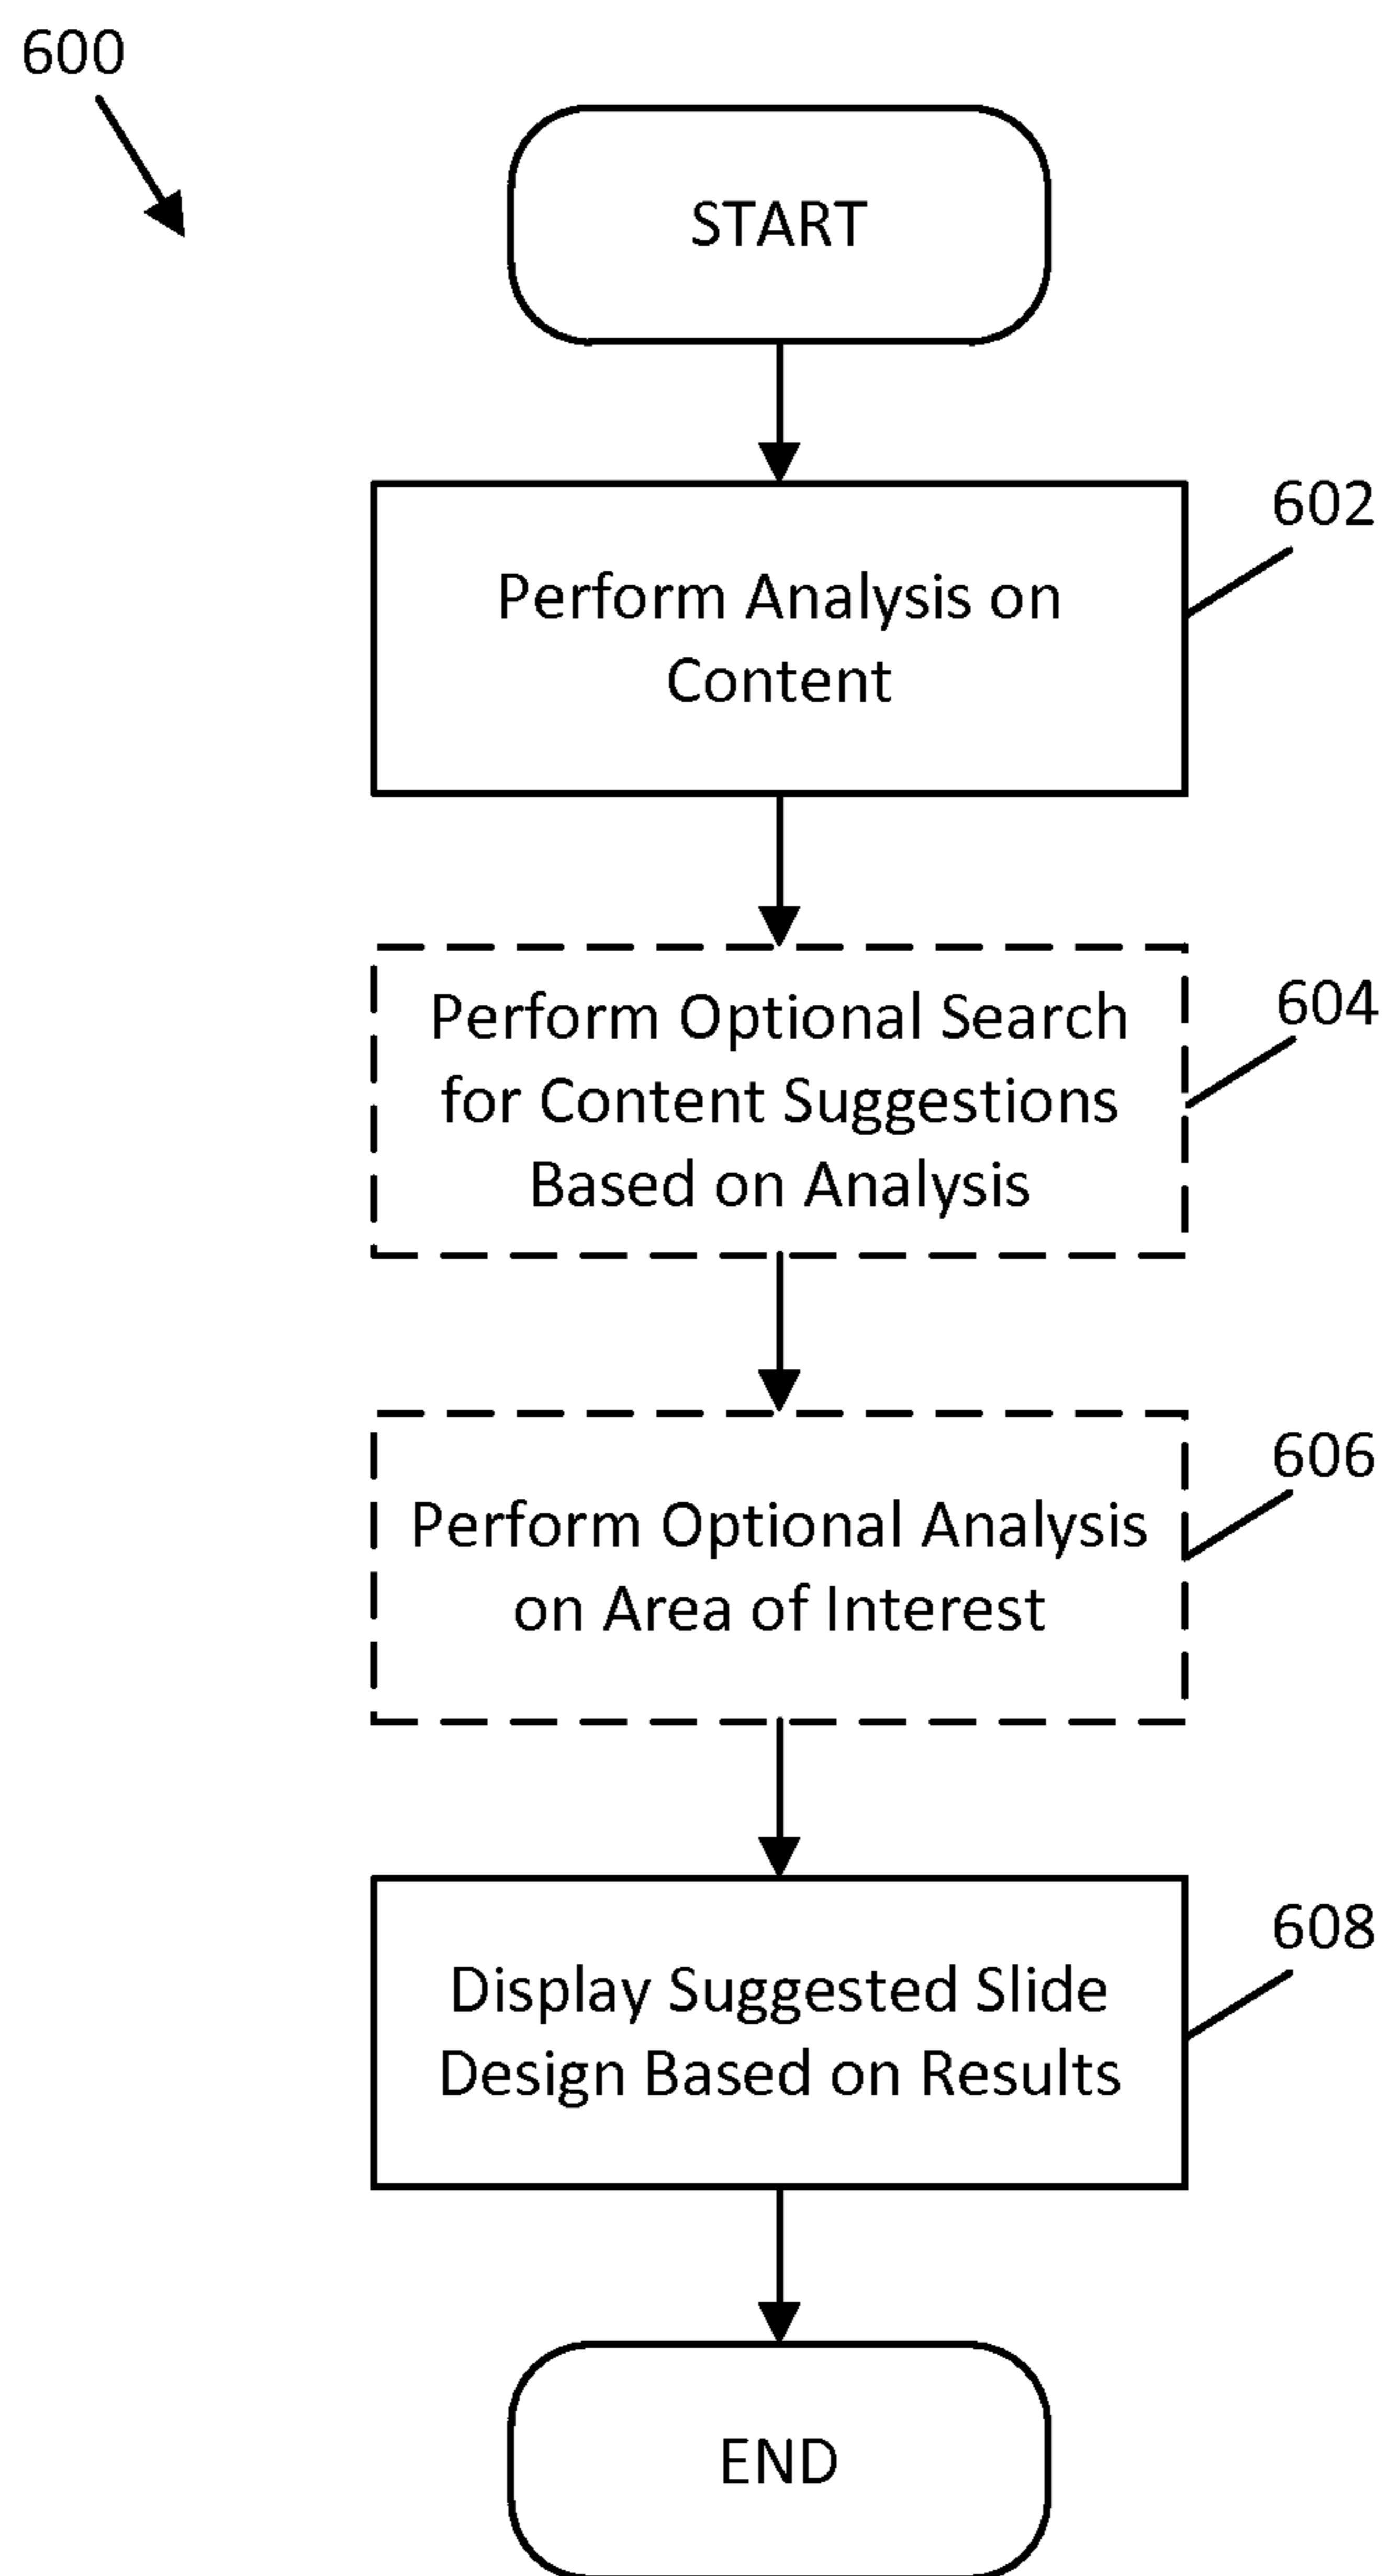 600
START
602
Perform Analysis on
Content
604
Perform Optional Search
for Content Suggestions
Based on Analysis
606
Perform Optional Analysis
on Area of Interest
608
Display Suggested Slide
Design Based on Results
END